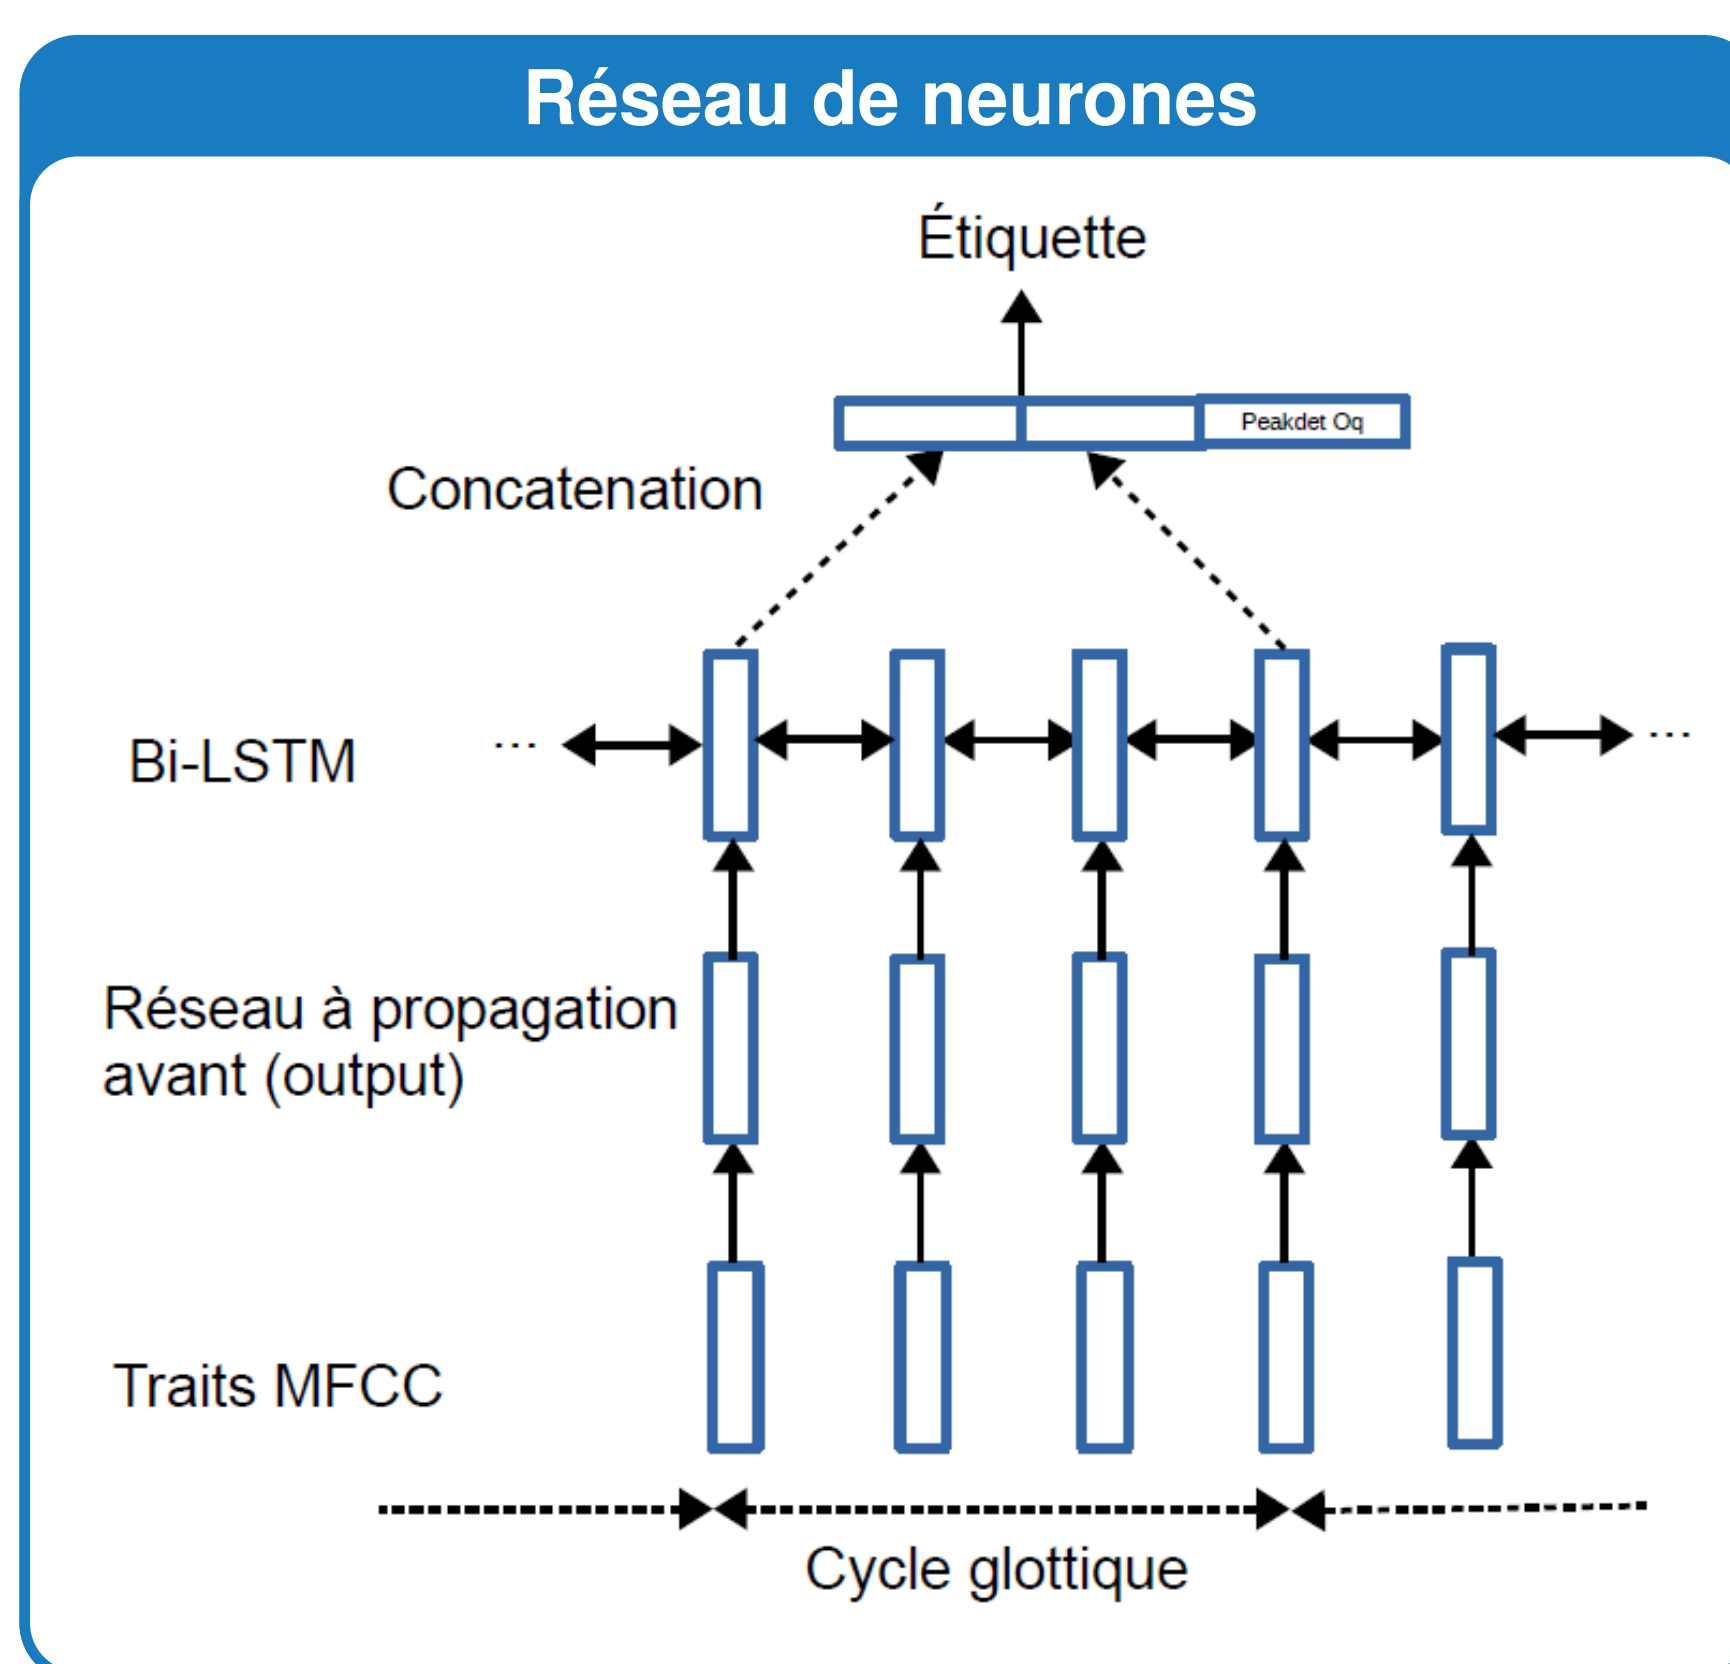 Réseau de neurones
Étiquette
Peakdet Oq
Concatenation
Bi-LSTM
...
...
Réseau à propagation
avant (output)
Traits MFCC
Cycle glottique